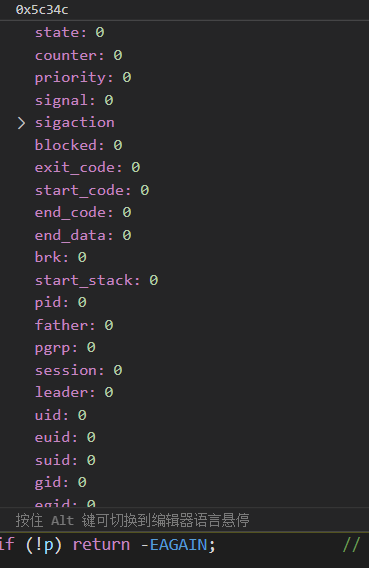 0x5c34c
state: 0
counter: 0
priority: 0
signal: 0
sigaction
blocked: 0
exit_code: 0
start_code: 0
end_code: 0
end_data: 0
brk: 0
start_stack: 0
pid: 0
father: 0
pgrp: 0
session: 0
leader: 0
uid: 0
euid: 0
suid: 0
gid: 0
egid: 0
按住 Alt 键可切换到编辑器语言悬停
if (!p) return -EAGAIN; //